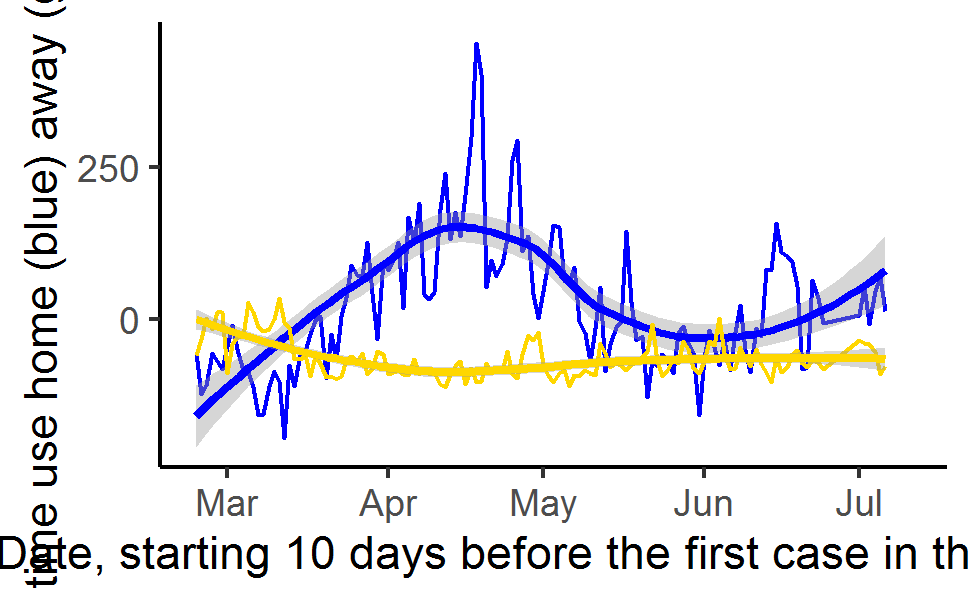 time use home (blue) away (
250
0
Mar Apr May Jun Jul
Date, starting 10 days before the first case in th